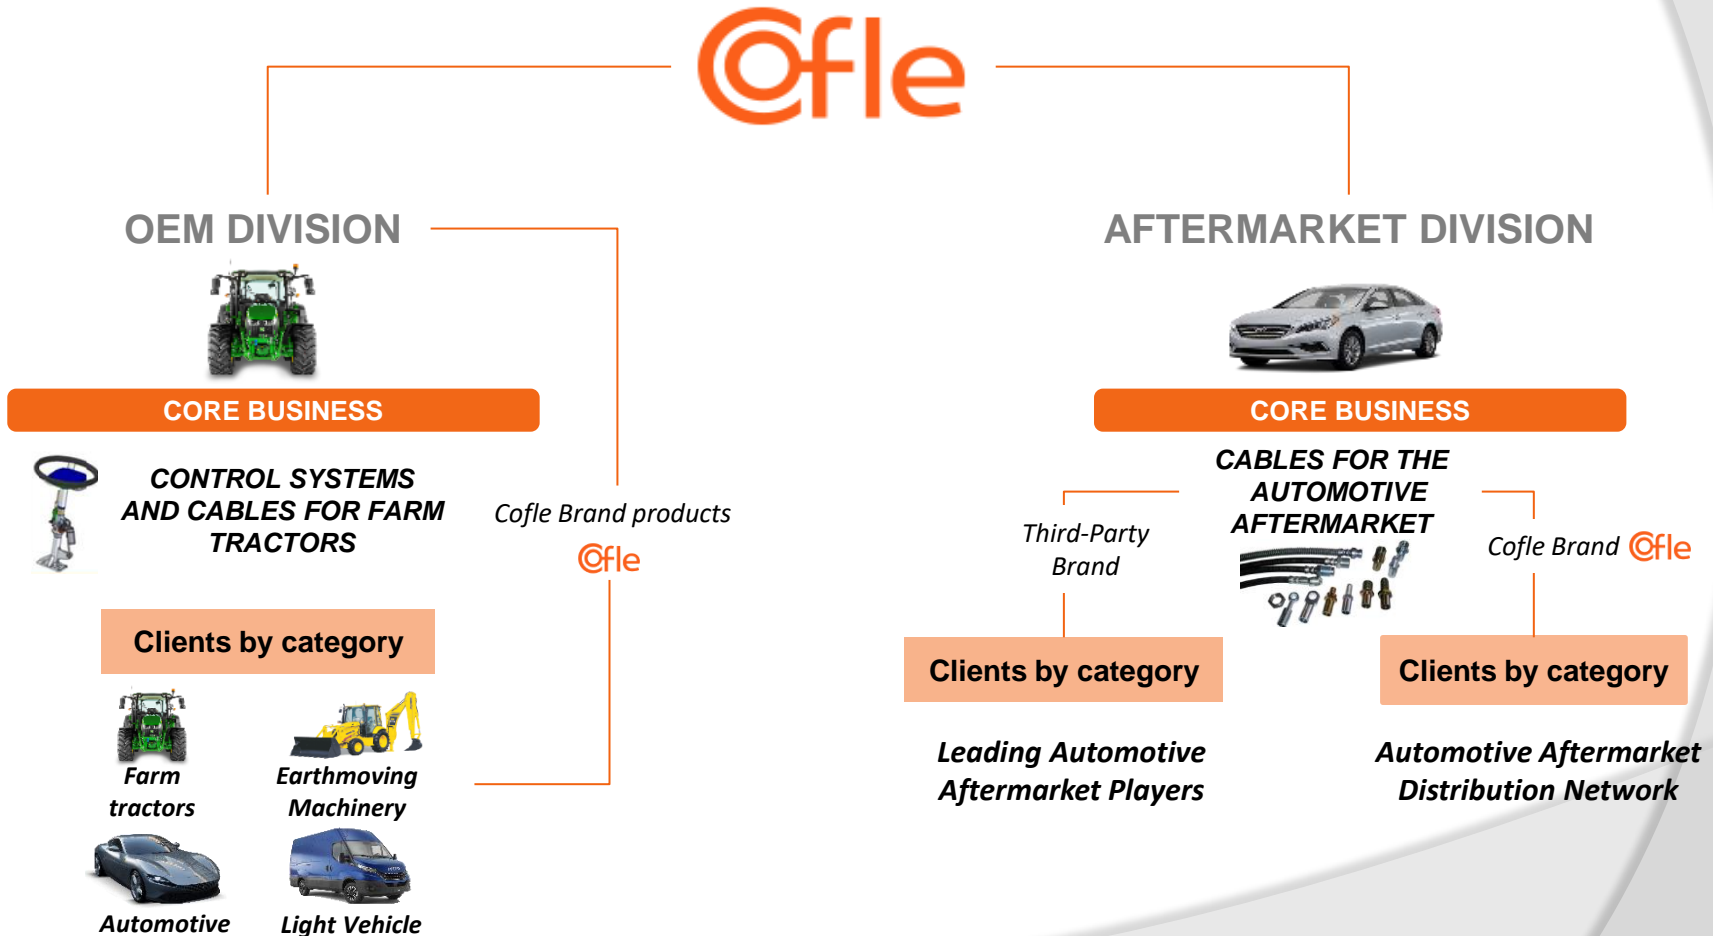 Cofle
OEM DIVISION
CORE BUSINESS
CONTROL SYSTEMS
AND CABLES FOR FARM
TRACTORS
Cofle Brand products
Cofle
Clients by category
Farm
tractors
Earthmoving
Machinery
Automotive
Light Vehicle
AFTERMARKET DIVISION
CORE BUSINESS
CABLES FOR THE
AUTOMOTIVE
AFTERMARKET
Third-Party
Brand
Clients by category
Leading Automotive
Aftermarket Players
Cofle Brand Cofle
Clients by category
Automotive Aftermarket
Distribution Network